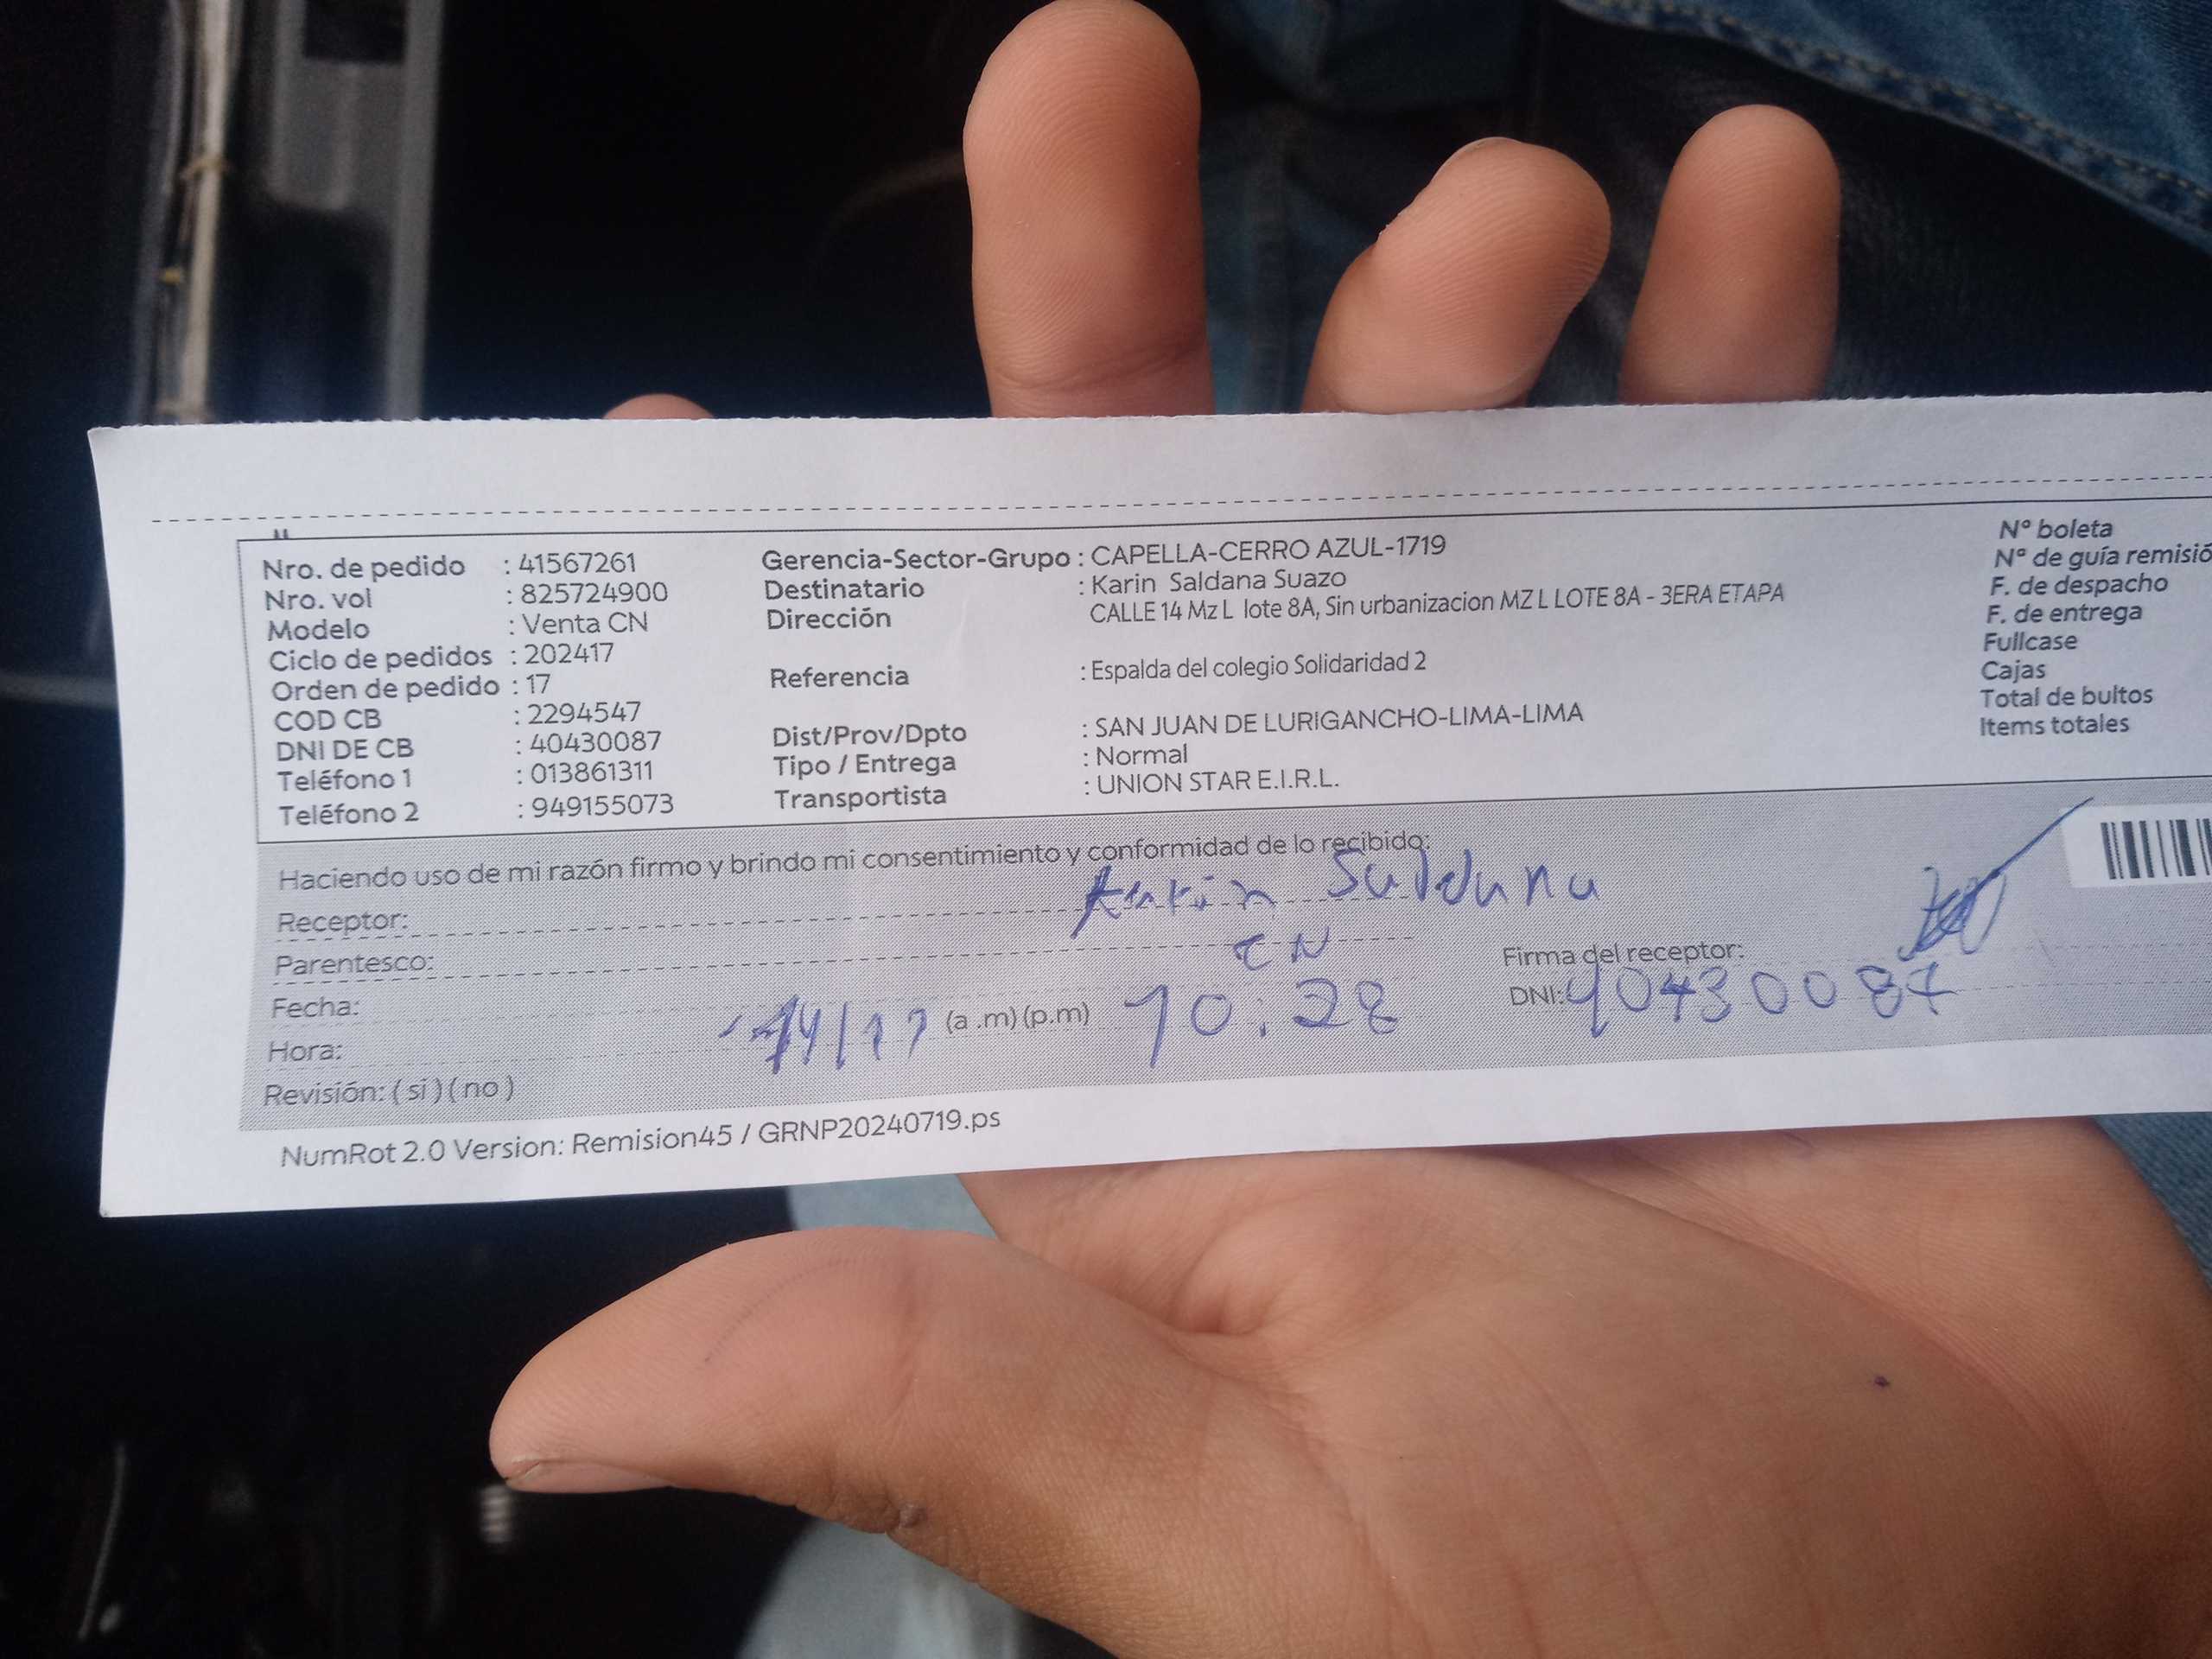 Nro. de pedido : 41567261 Gerencia-Sector-Grupo : CAPELLA-CERRO AZUL-1719 N° boleta
Nro. vol : 825724900 Destinatario : Karin Saldana Suazo N° de guía remisió
Modelo : Venta CN Dirección CALLE 14 Mz L lote 8A, Sin urbanizacion MZ L LOTE 8A - 3ERA ETAPA F. de despacho
Ciclo de pedidos : 202417 F. de entrega
Orden de pedido : 17 Referencia : Espalda del colegio Solidaridad 2 Fullcase
COD CB : 2294547 Cajas
DNI DE CB : 40430087 Dist/Prov/Dpto : SAN JUAN DE LURIGANCHO-LIMA-LIMA Total de bultos
Teléfono 1 : 013861311 Tipo / Entrega : Normal Items totales
Teléfono 2 : 949155073 Transportista : UNION STAR E.I.R.L.
Haciendo uso de mi razón firmo y brindo mi consentimiento y conformidad de lo recibido:
Receptor: Karin Saldana
Parentesco: CN Firma del receptor:
Fecha: 14/11 (a .m) (p.m) 10:28 DNI: 40430087
Hora:
Revisión: ( si ) ( no )
NumRot 2.0 Version: Remision45 / GRNP20240719.ps